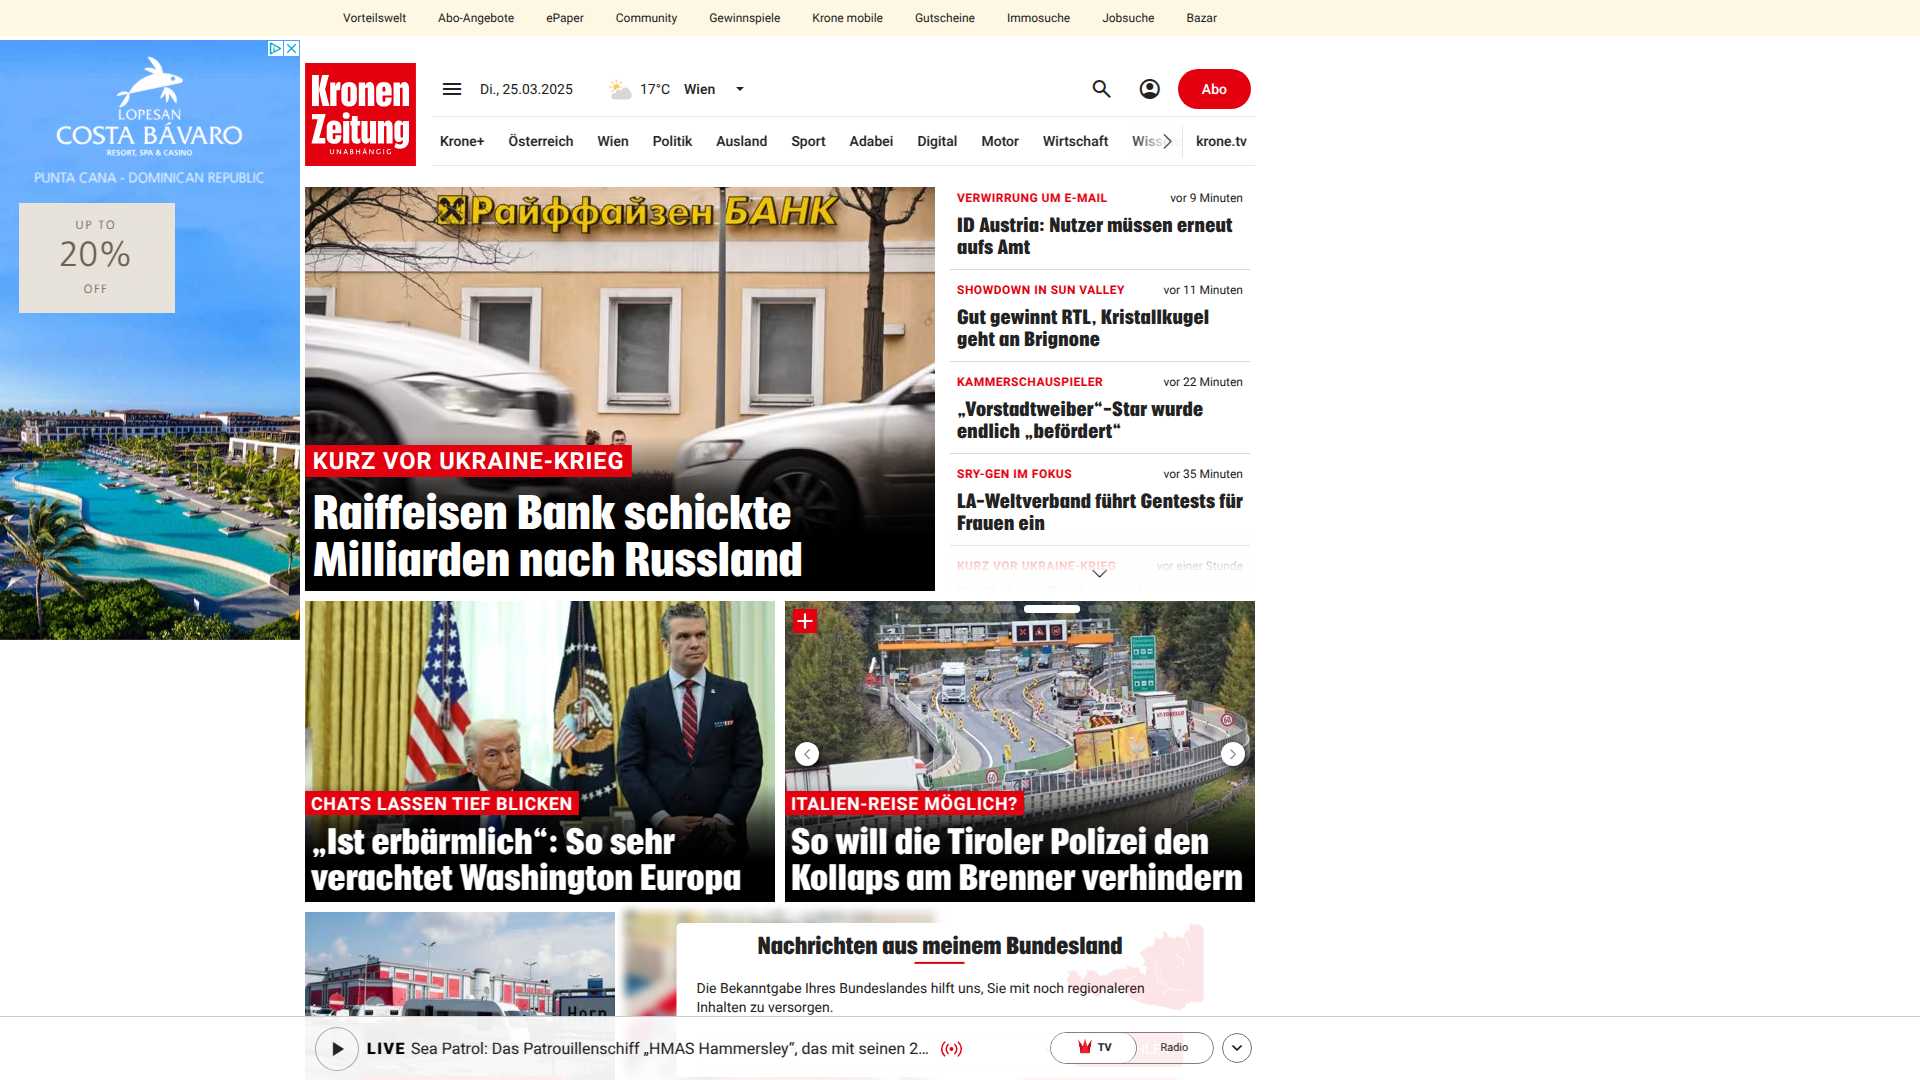 Vorteilswelt Abo-Angebote ePaper Community Gewinnspiele Krone mobile Gutscheine Immosuche Jobsuche Bazar
LOPESAN
COSTA BÁVARO
RESORT, SPA & CASINO
PUNTA CANA - DOMINICAN REPUBLIC
UP TO
20%
OFF
Kronen
Zeitung
UNABHÄNGIG
Di., 25.03.2025 17°C Wien Abo
Krone+ Österreich Wien Politik Ausland Sport Adabei Digital Motor Wirtschaft Wiss krone.tv
Райффайзен БАНК
KURZ VOR UKRAINE-KRIEG
Raiffeisen Bank schickte
Milliarden nach Russland
VERWIRRUNG UM E-MAIL vor 9 Minuten
ID Austria: Nutzer müssen erneut
aufs Amt
SHOWDOWN IN SUN VALLEY vor 11 Minuten
Gut gewinnt RTL, Kristallkugel
geht an Brignone
KAMMERSCHAUSPIELER vor 22 Minuten
„Vorstadtweiber“-Star wurde
endlich „befördert“
SRY-GEN IM FOKUS vor 35 Minuten
LA-Weltverband führt Gentests für
Frauen ein
KURZ VOR UKRAINE-KRIEG vor einer Stunde
CHATS LASSEN TIEF BLICKEN
„Ist erbärmlich“: So sehr
verachtet Washington Europa
60
60
ITALIEN-REISE MÖGLICH?
So will die Tiroler Polizei den
Kollaps am Brenner verhindern
Horn
Nachrichten aus meinem Bundesland
Die Bekanntgabe Ihres Bundeslandes hilft uns, Sie mit noch regionaleren
Inhalten zu versorgen.
LIVE Sea Patrol: Das Patrouillenschiff „HMAS Hammersley“, das mit seinen 2... TV Radio